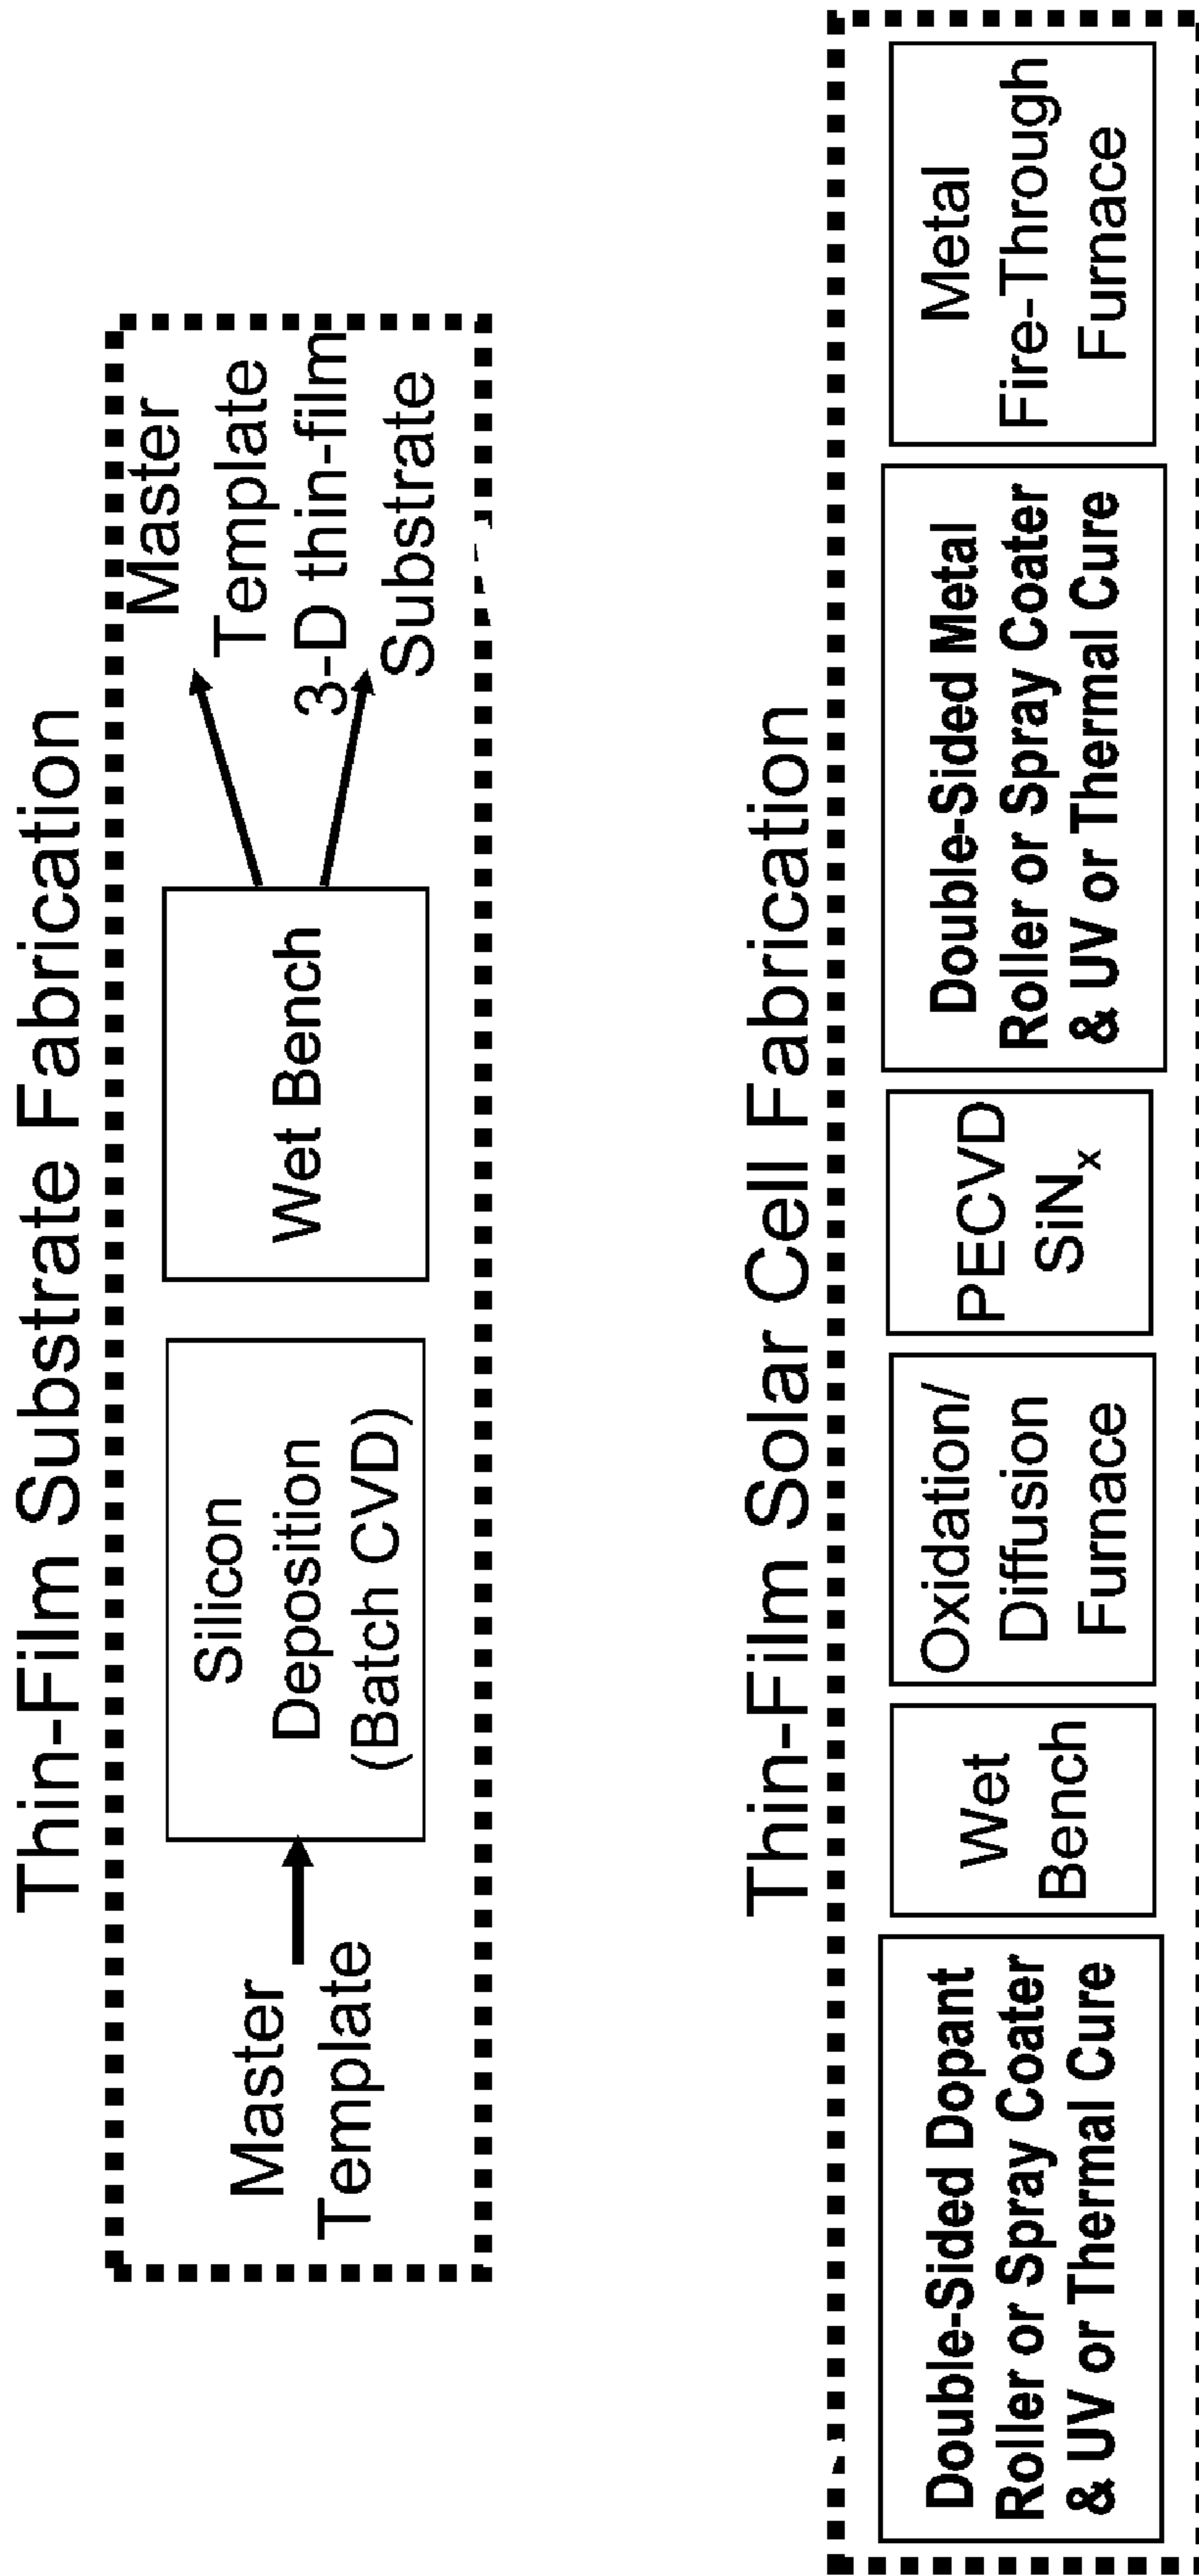 Thin-Film Substrate Fabrication
Master
Template
Silicon
Deposition
(Batch CVD)
Wet Bench
Master
Template
3-D thin-film
Substrate
Thin-Film Solar Cell Fabrication
Double-Sided Dopant
Roller or Spray Coater
& UV or Thermal Cure
Wet
Bench
Oxidation/
Diffusion
Furnace
PECVD
SiNₓ
Double-Sided Metal
Roller or Spray Coater
& UV or Thermal Cure
Metal
Fire-Through
Furnace